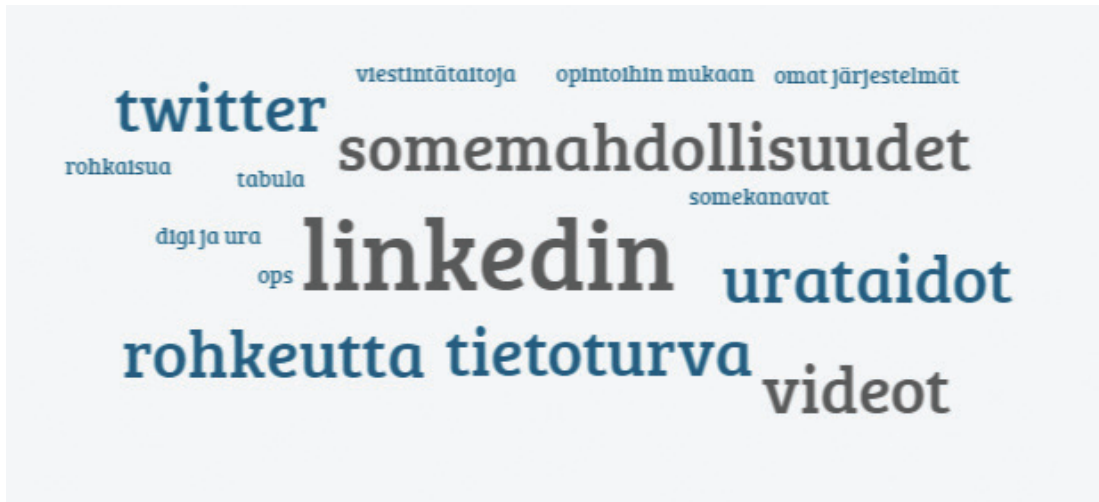 viestintätaitoja opintoihin mukaan omat järjestelmät
twitter
somemahdollisuudet
rohkaisua
tabula
somekanavat
digi ja ura
linkedin
ops
urataidot
rohkeutta tietoturva
videot